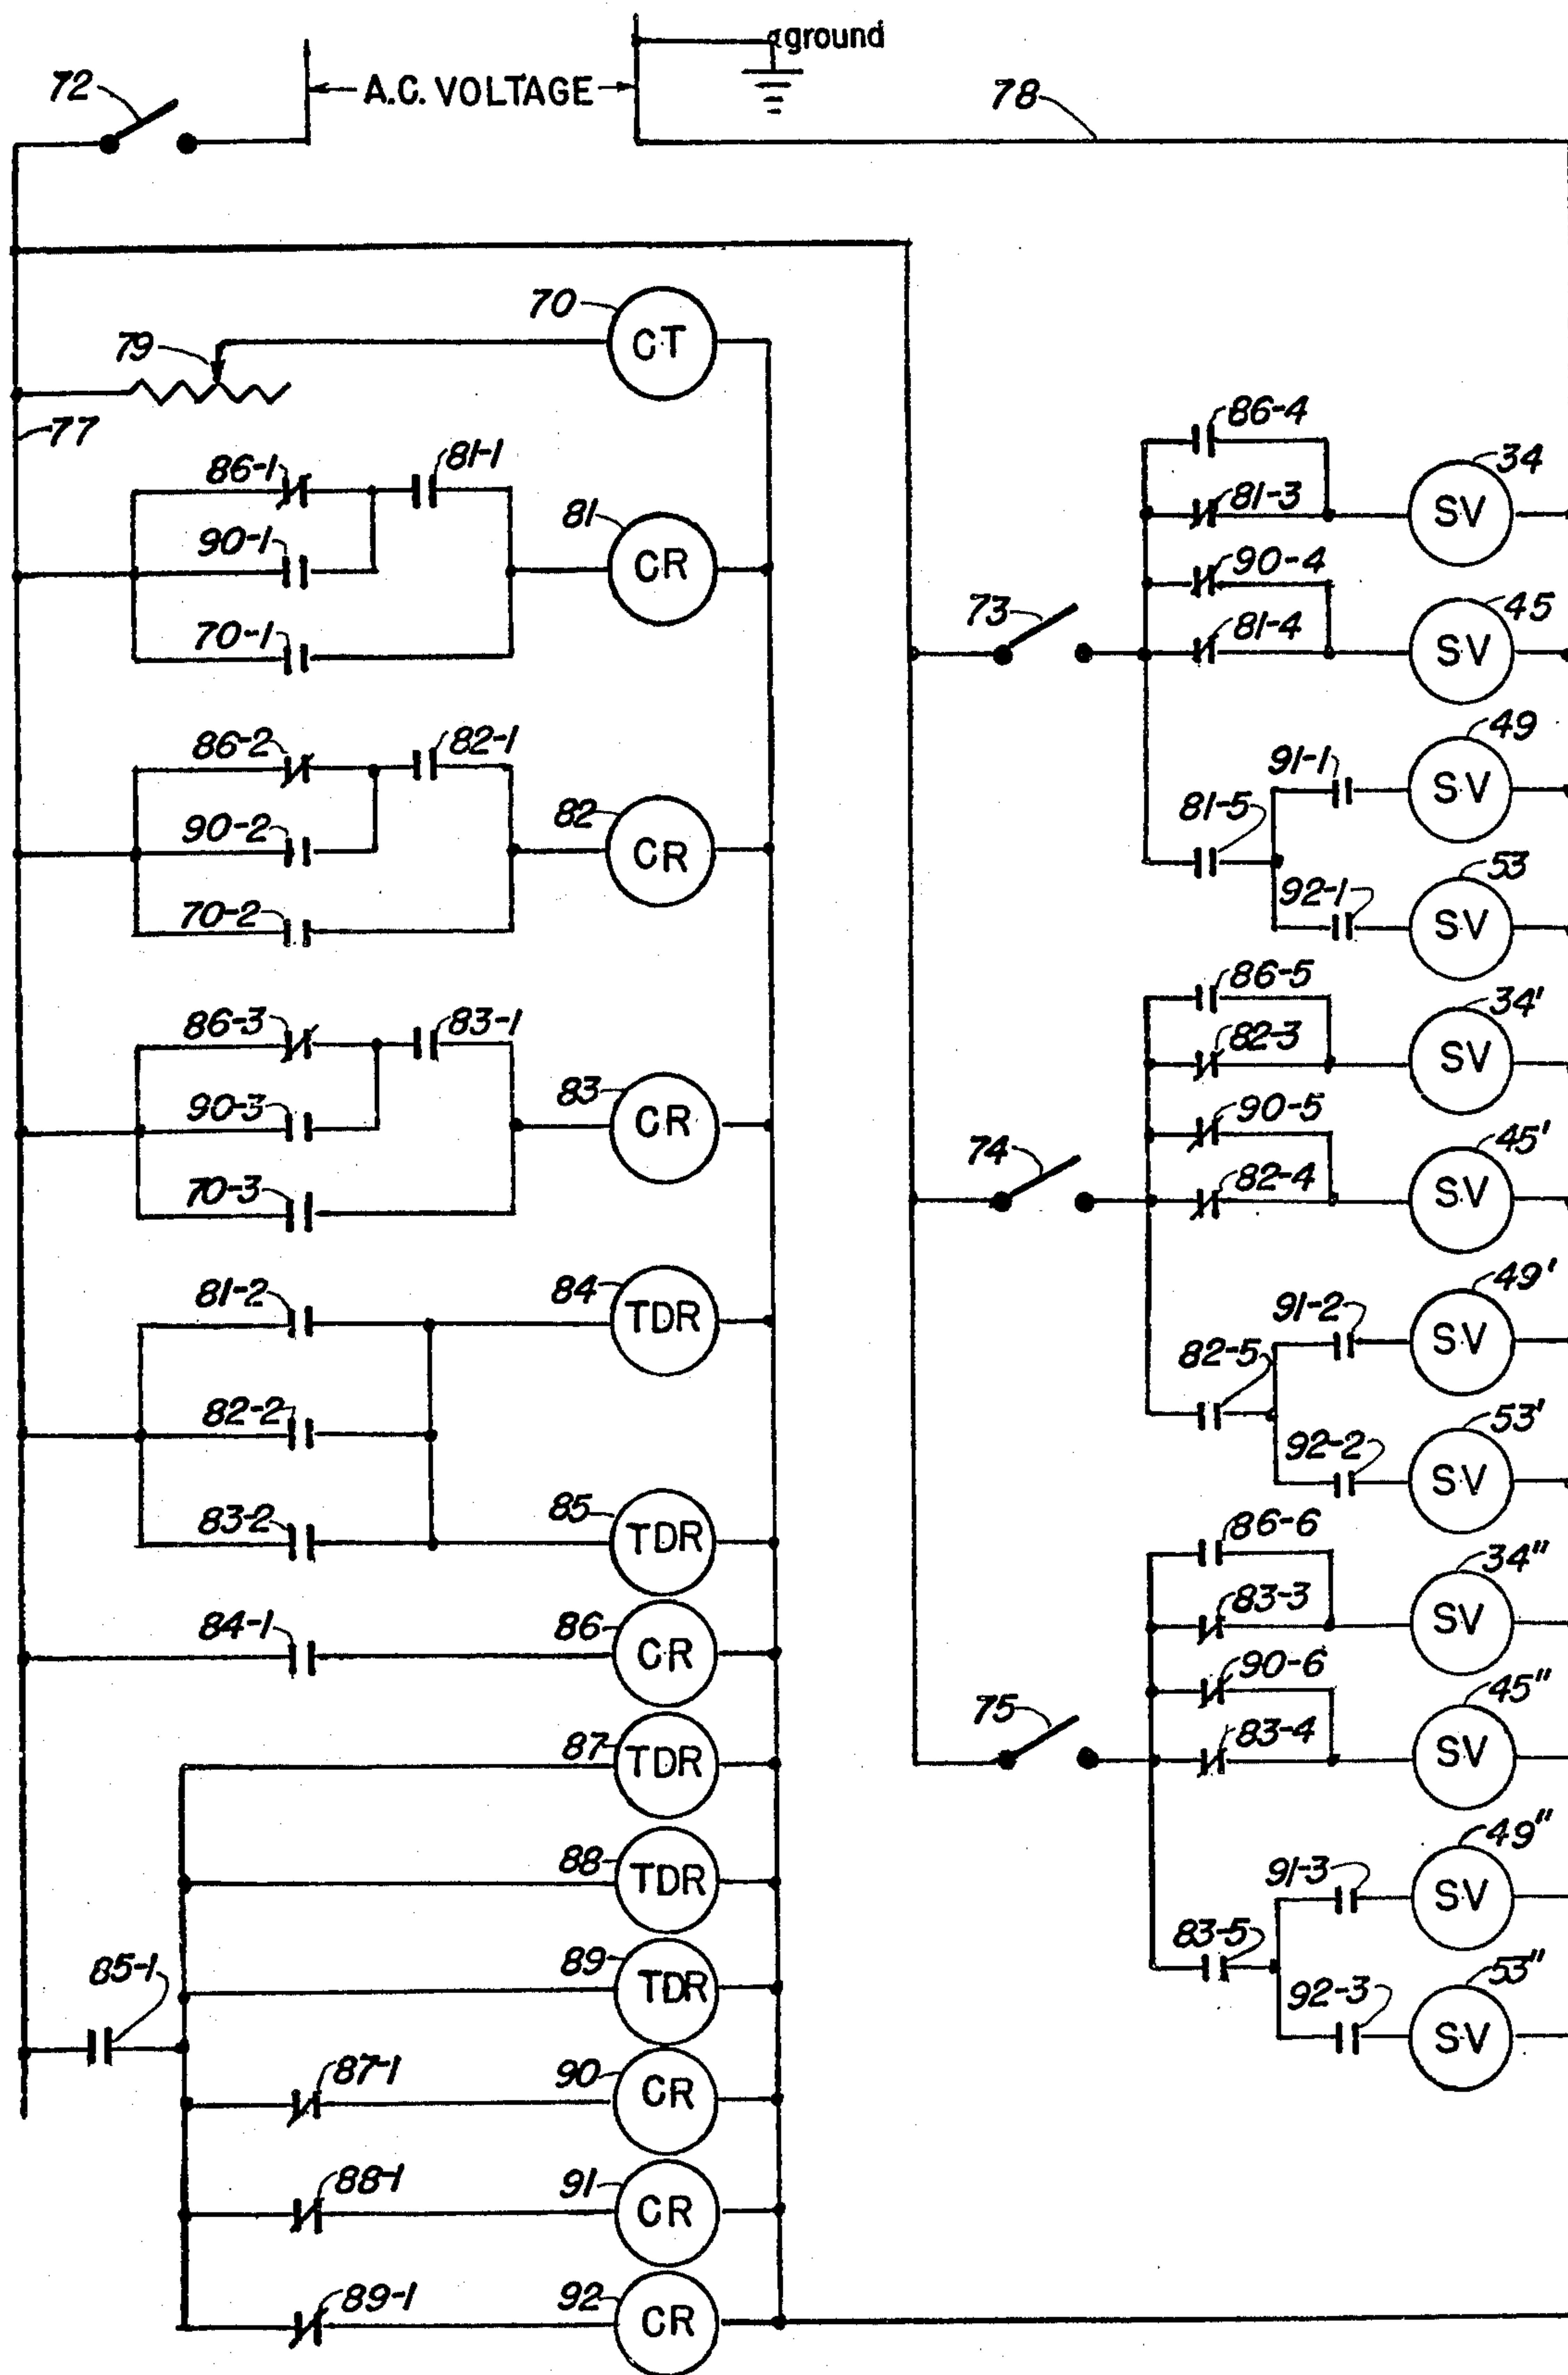 ground
72
A.C. VOLTAGE
78
70
CT
79
77
86-1
81-1
81
CR
90-1
70-1
86-2
82-1
82
CR
90-2
70-2
86-3
83-1
83
CR
90-3
70-3
81-2
84
TDR
82-2
83-2
85
TDR
84-1
86
CR
87
TDR
88
TDR
89
TDR
85-1
87-1
90
CR
88-1
91
CR
89-1
92
CR
86-4
34
81-3
SV
90-4
73
45
81-4
SV
49
91-1
SV
81-5
53
92-1
SV
86-5
34'
82-3
SV
90-5
74
45'
82-4
SV
49'
91-2
SV
82-5
53'
92-2
SV
86-6
34"
83-3
SV
90-6
75
45"
83-4
SV
49"
91-3
SV
83-5
53"
92-3
SV